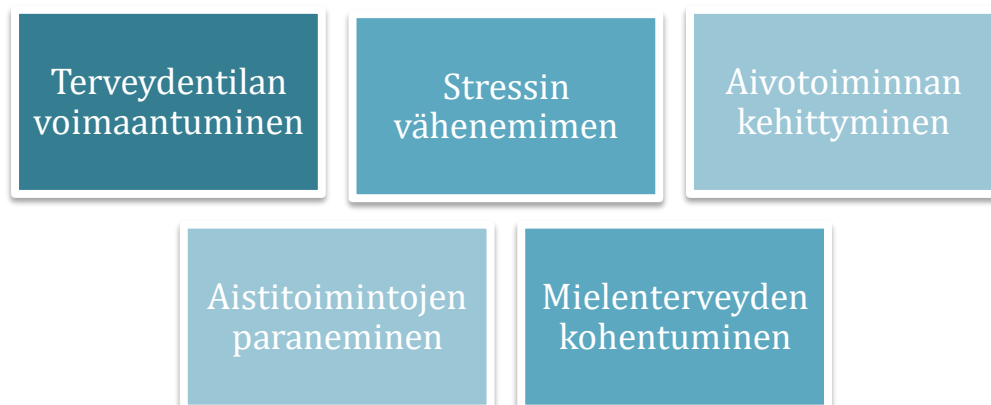 Terveydentilan
voimaantuminen
Stressin
vähenemimen
Aivotoiminnan
kehittyminen
Aistitoimintojen
paraneminen
Mielenterveyden
kohentuminen